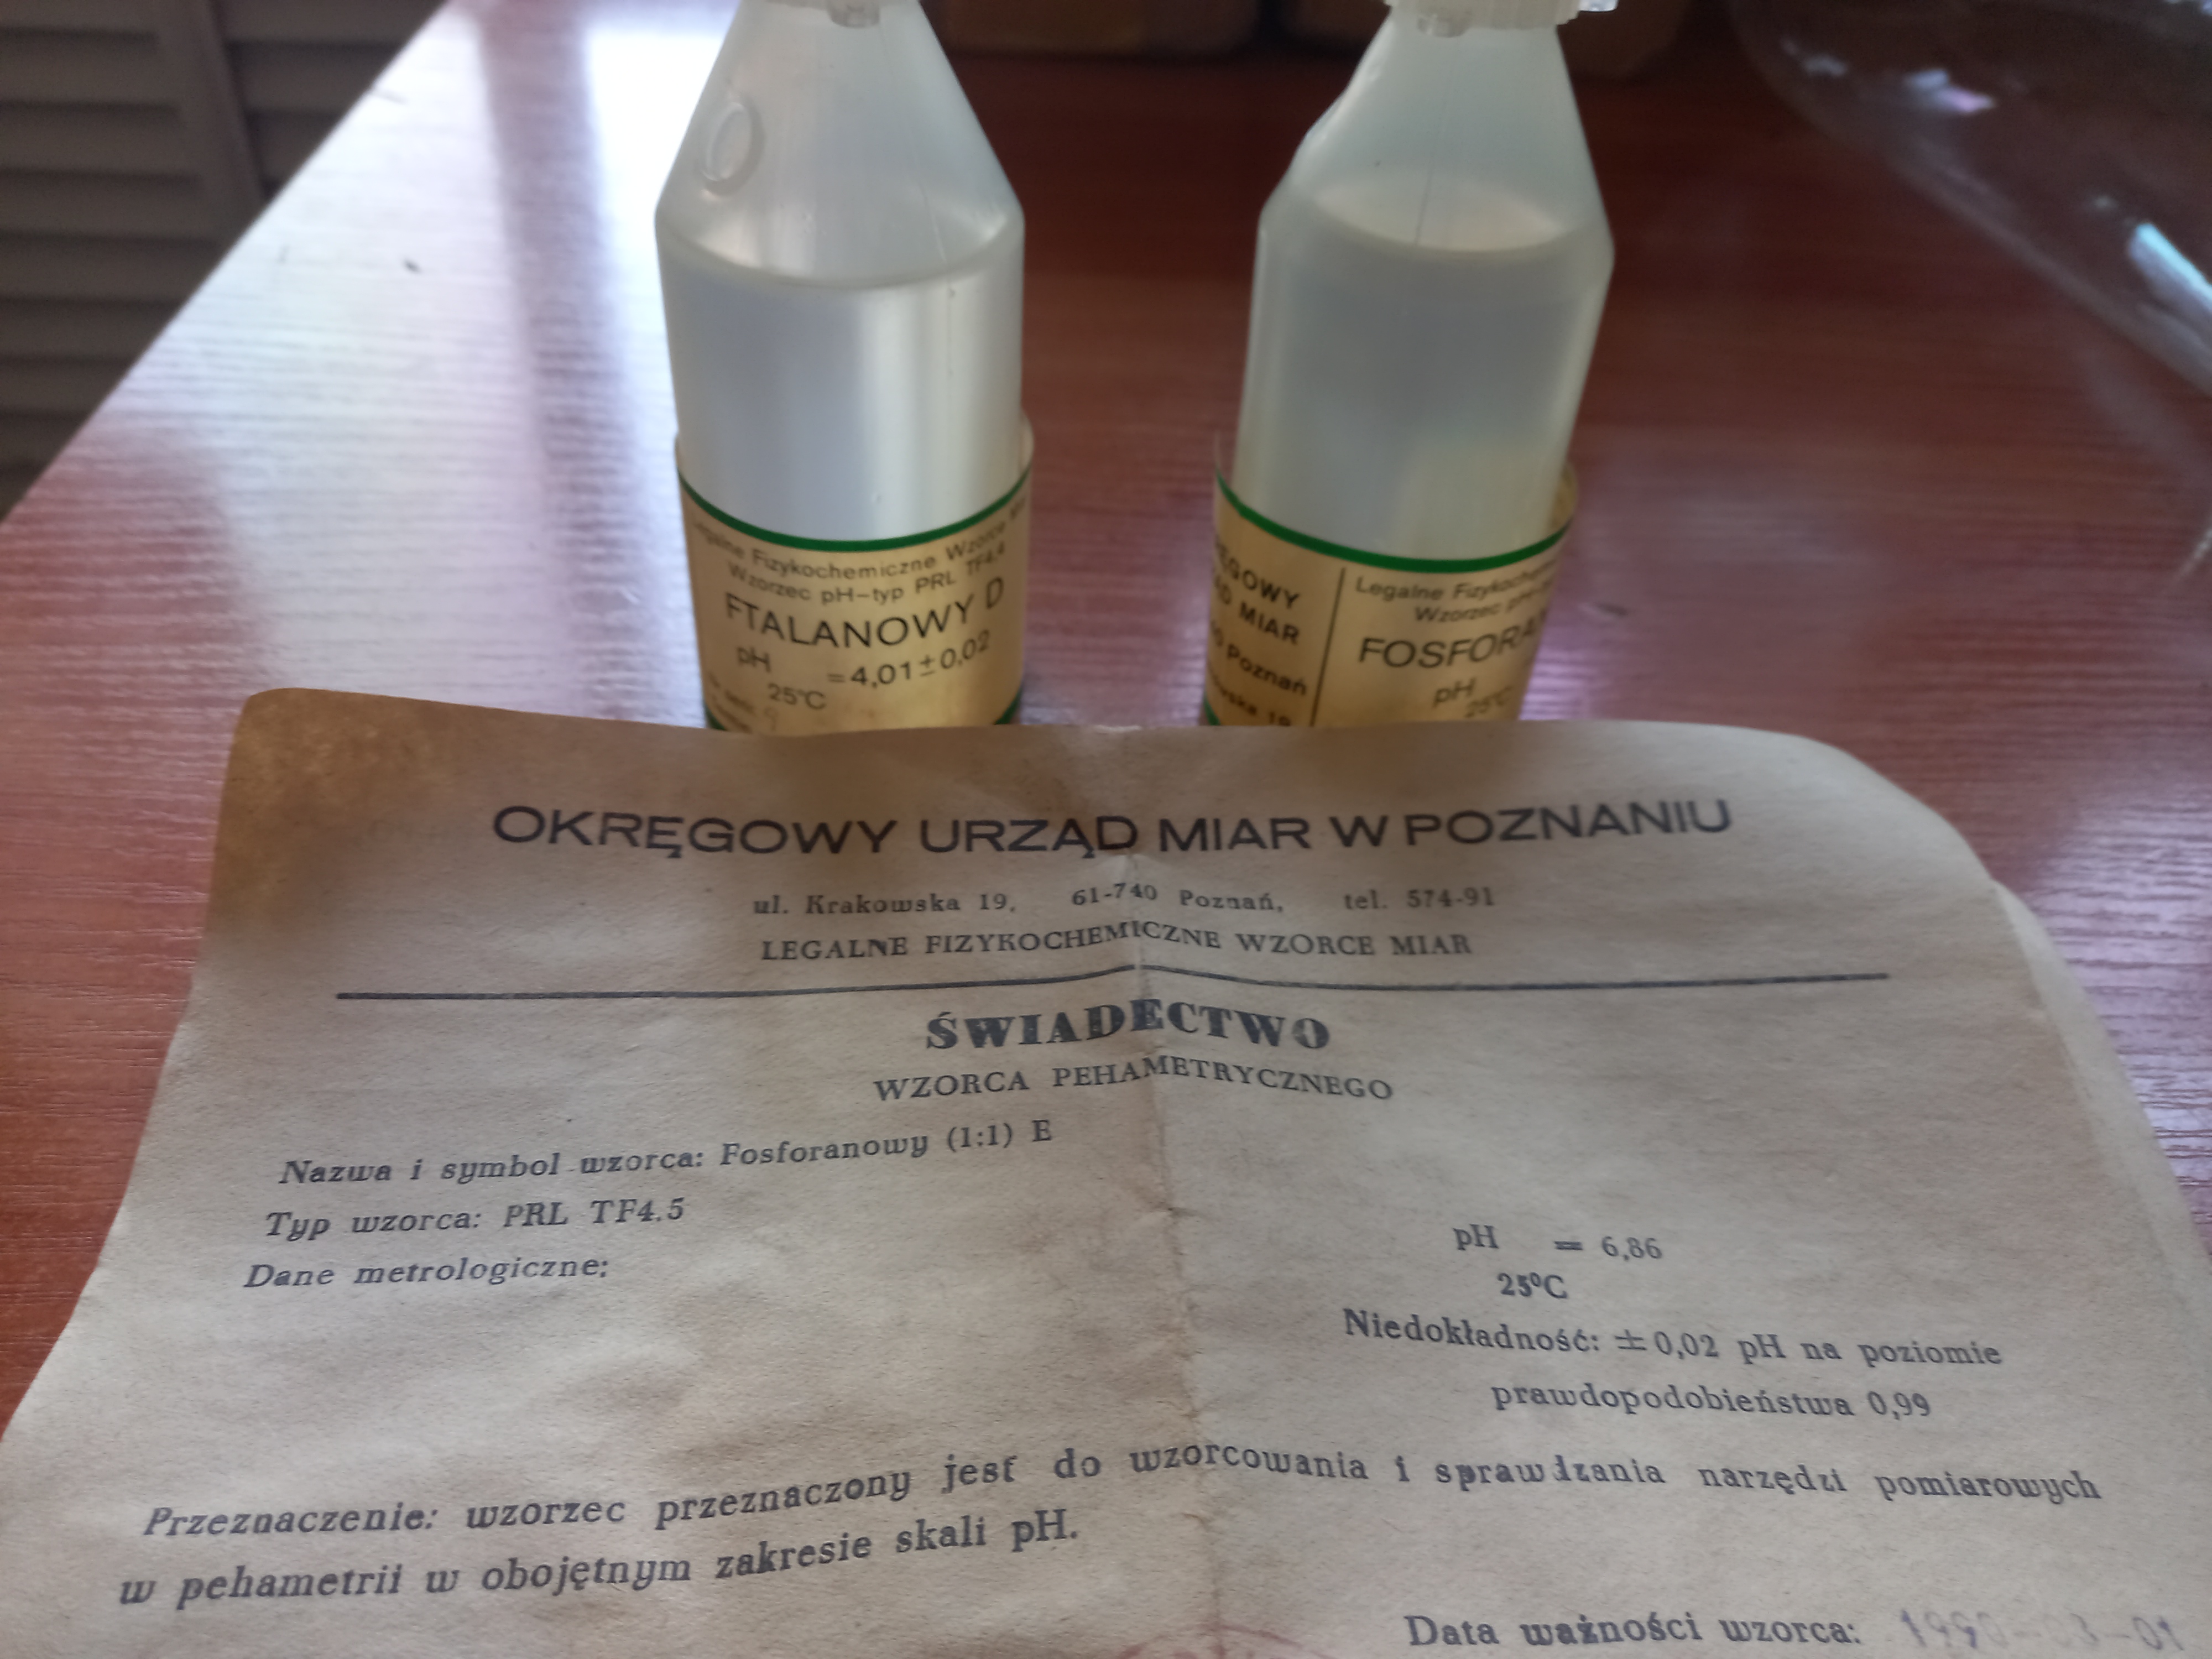 Legalne Fizykochemiczne Wzorce
Wzorzec pH-typ PRL TF4.4
FTALANOWY D
pH =4,01±0,02
25°C
MIAR
Poznań
19
Legalne
Wzorzec
pH
25°C
OKRĘGOWY URZĄD MIAR W POZNANIU
ul. Krakowska 19, 61-740 Poznań, tel. 574-91
LEGALNE FIZYKOCHEMICZNE WZORCE MIAR
ŚWIADECTWO
WZORCA PEHAMETRYCZNEGO
Nazwa i symbol wzorca: Fosforanowy (1:1) E
Typ wzorca: PRL TF4.5
Dane metrologiczne:
pH = 6,86
25°C
Niedokładność: ± 0,02 pH na poziomie
prawdopodobieństwa 0,99
Przeznaczenie: wzorzec przeznaczony jest do wzorcowania i sprawdzania narzędzi pomiarowych
w pehametrii w obojętnym zakresie skali pH.
Data ważności wzorca: